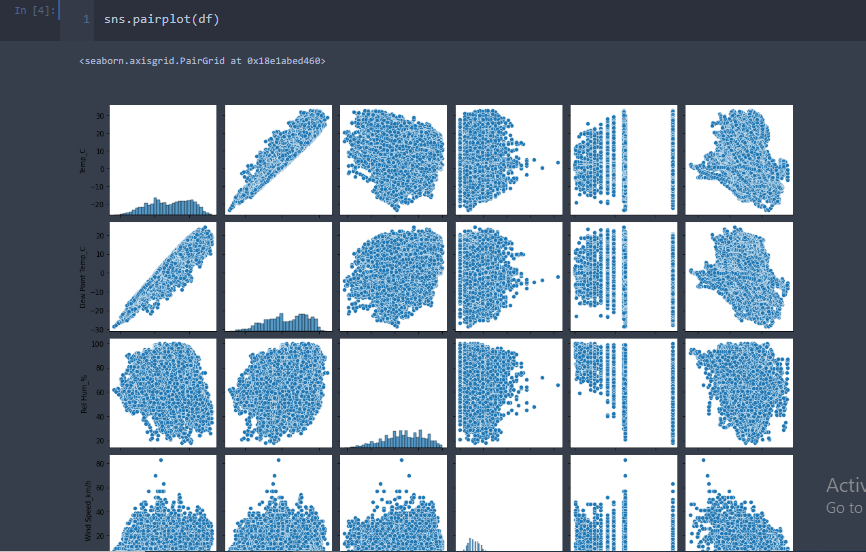 In [4]:
1 sns.pairplot(df)
<seaborn.axisgrid.PairGrid at 0x18e1abed460>
30
20
10
0
−10
−20
Temp_C
20
10
0
−10
−20
−30
Dew Point Temp_C
100
80
60
40
20
Rel Hum_%
80
60
40
20
Wind Speed_km/h
Activ
Go to